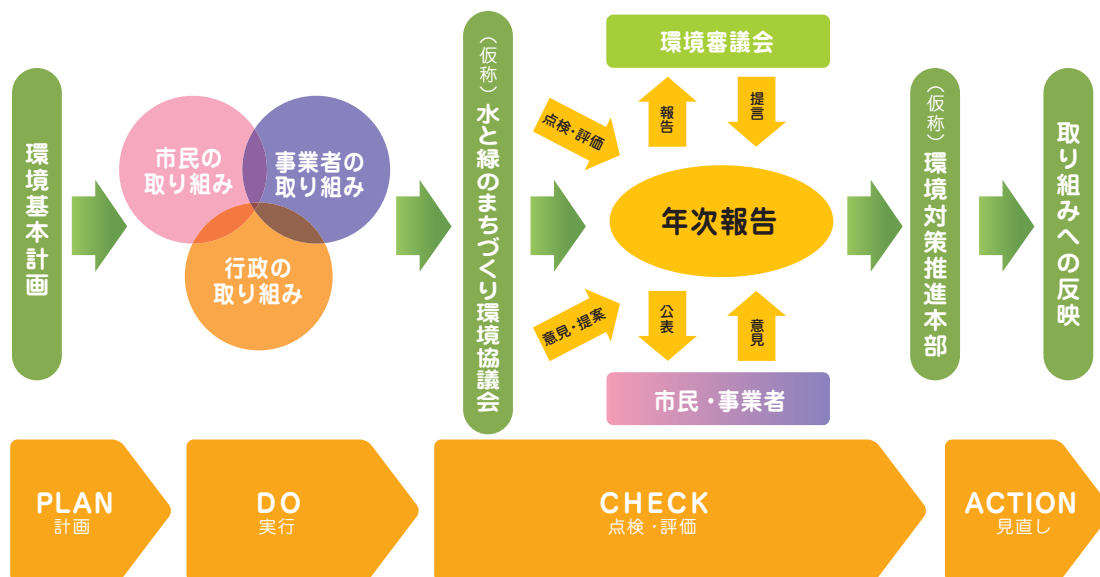 環境基本計画
市民の
取り組み
事業者の
取り組み
行政の
取り組み
（仮称）水と緑のまちづくり環境協議会
環境審議会
点検・評価
報告
提言
年次報告
意見・提案
公表
意見
市民・事業者
（仮称）環境対策推進本部
取り組みへの反映
PLAN
計画
DO
実行
CHECK
点検・評価
ACTION
見直し